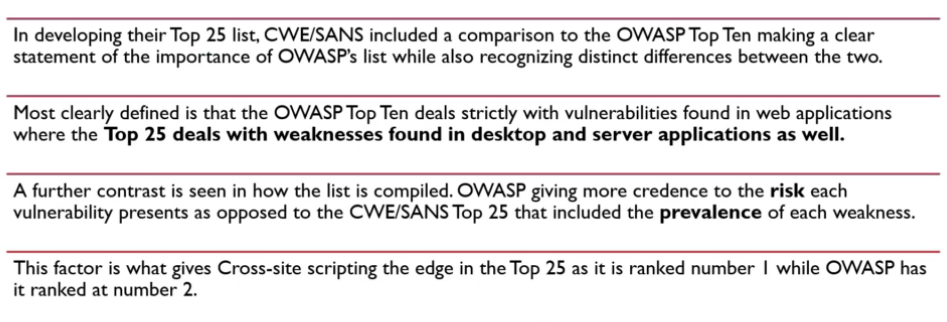 In developing their Top 25 list, CWE/SANS included a comparison to the OWASP Top Ten making a clear
statement of the importance of OWASP's list while also recognizing distinct differences between the two.
Most clearly defined is that the OWASP Top Ten deals strictly with vulnerabilities found in web applications
where the Top 25 deals with weaknesses found in desktop and server applications as well.
A further contrast is seen in how the list is compiled. OWASP giving more credence to the risk each
vulnerability presents as opposed to the CWE/SANS Top 25 that included the prevalence of each weakness.
This factor is what gives Cross-site scripting the edge in the Top 25 as it is ranked number 1 while OWASP has
it ranked at number 2.